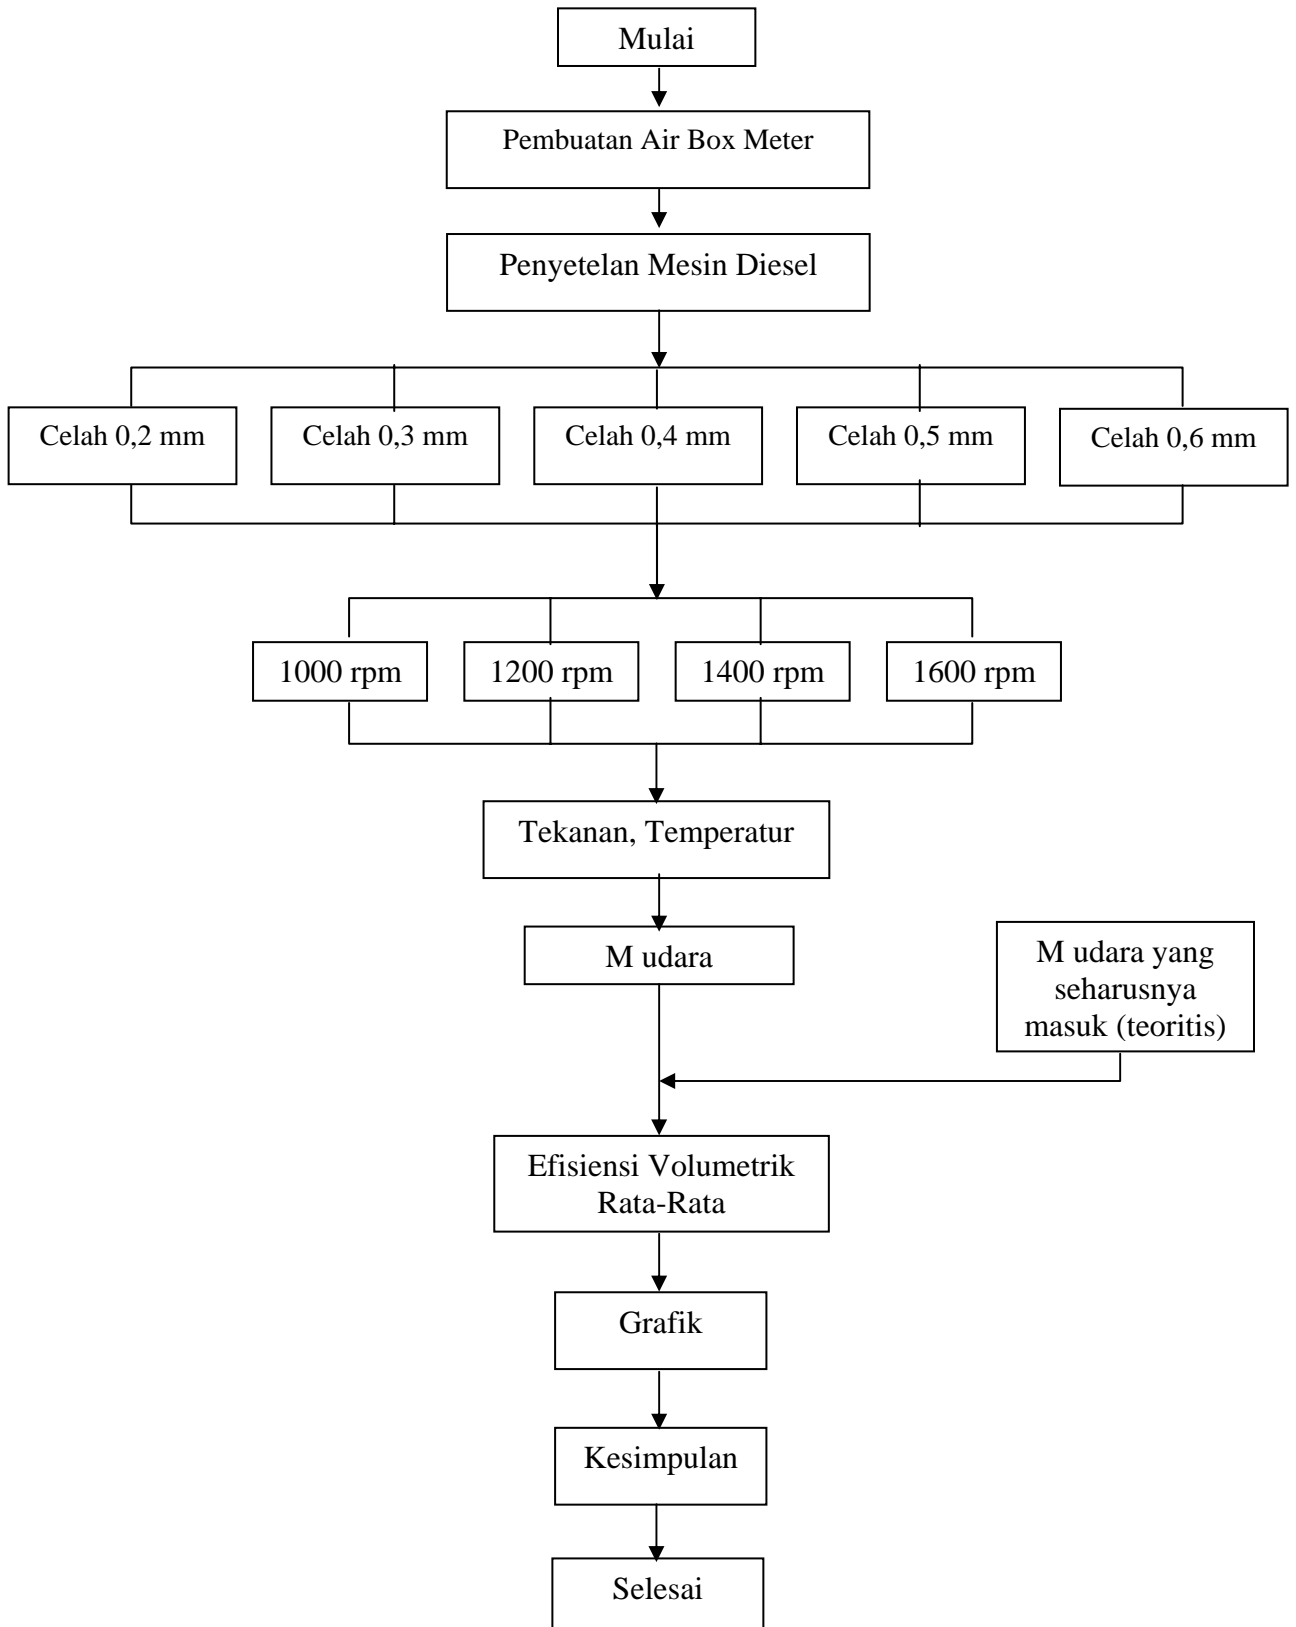 Mulai
Pembuatan Air Box Meter
Penyetelan Mesin Diesel
Celah 0,2 mm
Celah 0,3 mm
Celah 0,4 mm
Celah 0,5 mm
Celah 0,6 mm
1000 rpm
1200 rpm
1400 rpm
1600 rpm
Tekanan, Temperatur
M udara
M udara yang
seharusnya
masuk (teoritis)
Efisiensi Volumetrik
Rata-Rata
Grafik
Kesimpulan
Selesai